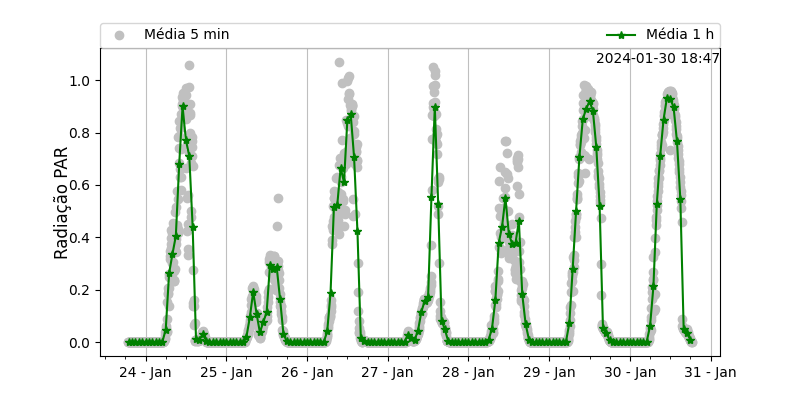 Média 5 min
Média 1 h
2024-01-30 18:47
Radiação PAR
1.0
0.8
0.6
0.4
0.2
0.0
24 - Jan
25 - Jan
26 - Jan
27 - Jan
28 - Jan
29 - Jan
30 - Jan
31 - Jan